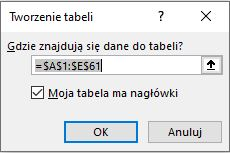 Tworzenie tabeli
Gdzie znajdują się dane do tabeli?
=$A$1:$E$61
Moja tabela ma nagłówki
OK Anuluj